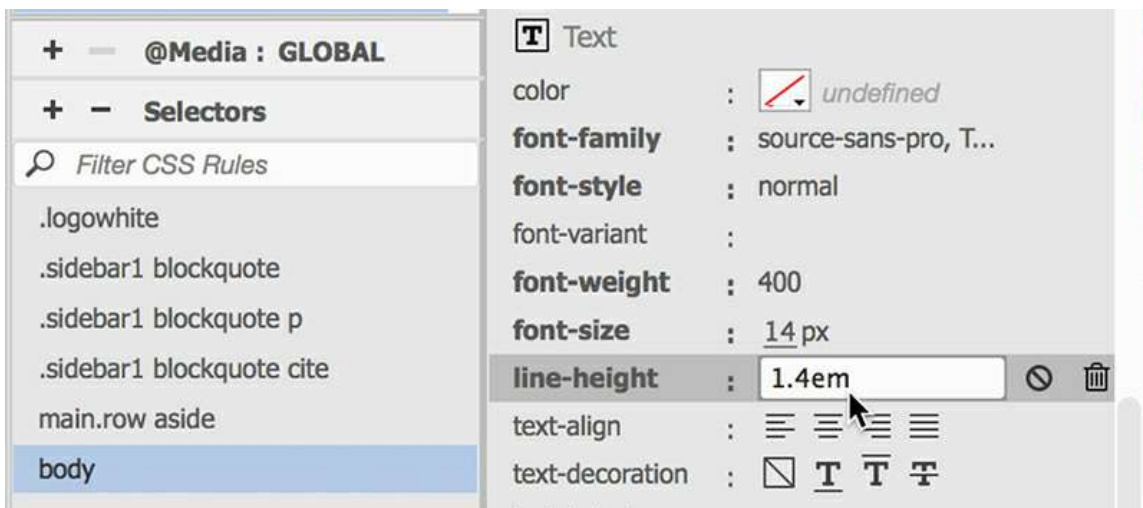 + − @Media : GLOBAL
+ − Selectors
Filter CSS Rules
.logowhite
.sidebar1 blockquote
.sidebar1 blockquote p
.sidebar1 blockquote cite
main.row aside
body
T Text
color : undefined
font-family : source-sans-pro, T...
font-style : normal
font-variant :
font-weight : 400
font-size : 14 px
line-height : 1.4em
text-align :
text-decoration : T T T